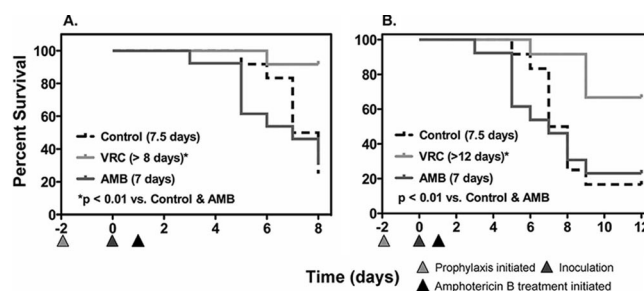 A.
B.
Percent Survival
100
80
60
40
20
0
Control (7.5 days)
VRC (> 8 days)*
AMB (7 days)
*p < 0.01 vs. Control & AMB
-2 0 2 4 6 8
100
80
60
40
20
0
Control (7.5 days)
VRC (>12 days)*
AMB (7 days)
p < 0.01 vs. Control & AMB
-2 0 2 4 6 8 10 12
Time (days)
Prophylaxis initiated Inoculation
Amphotericin B treatment initiated